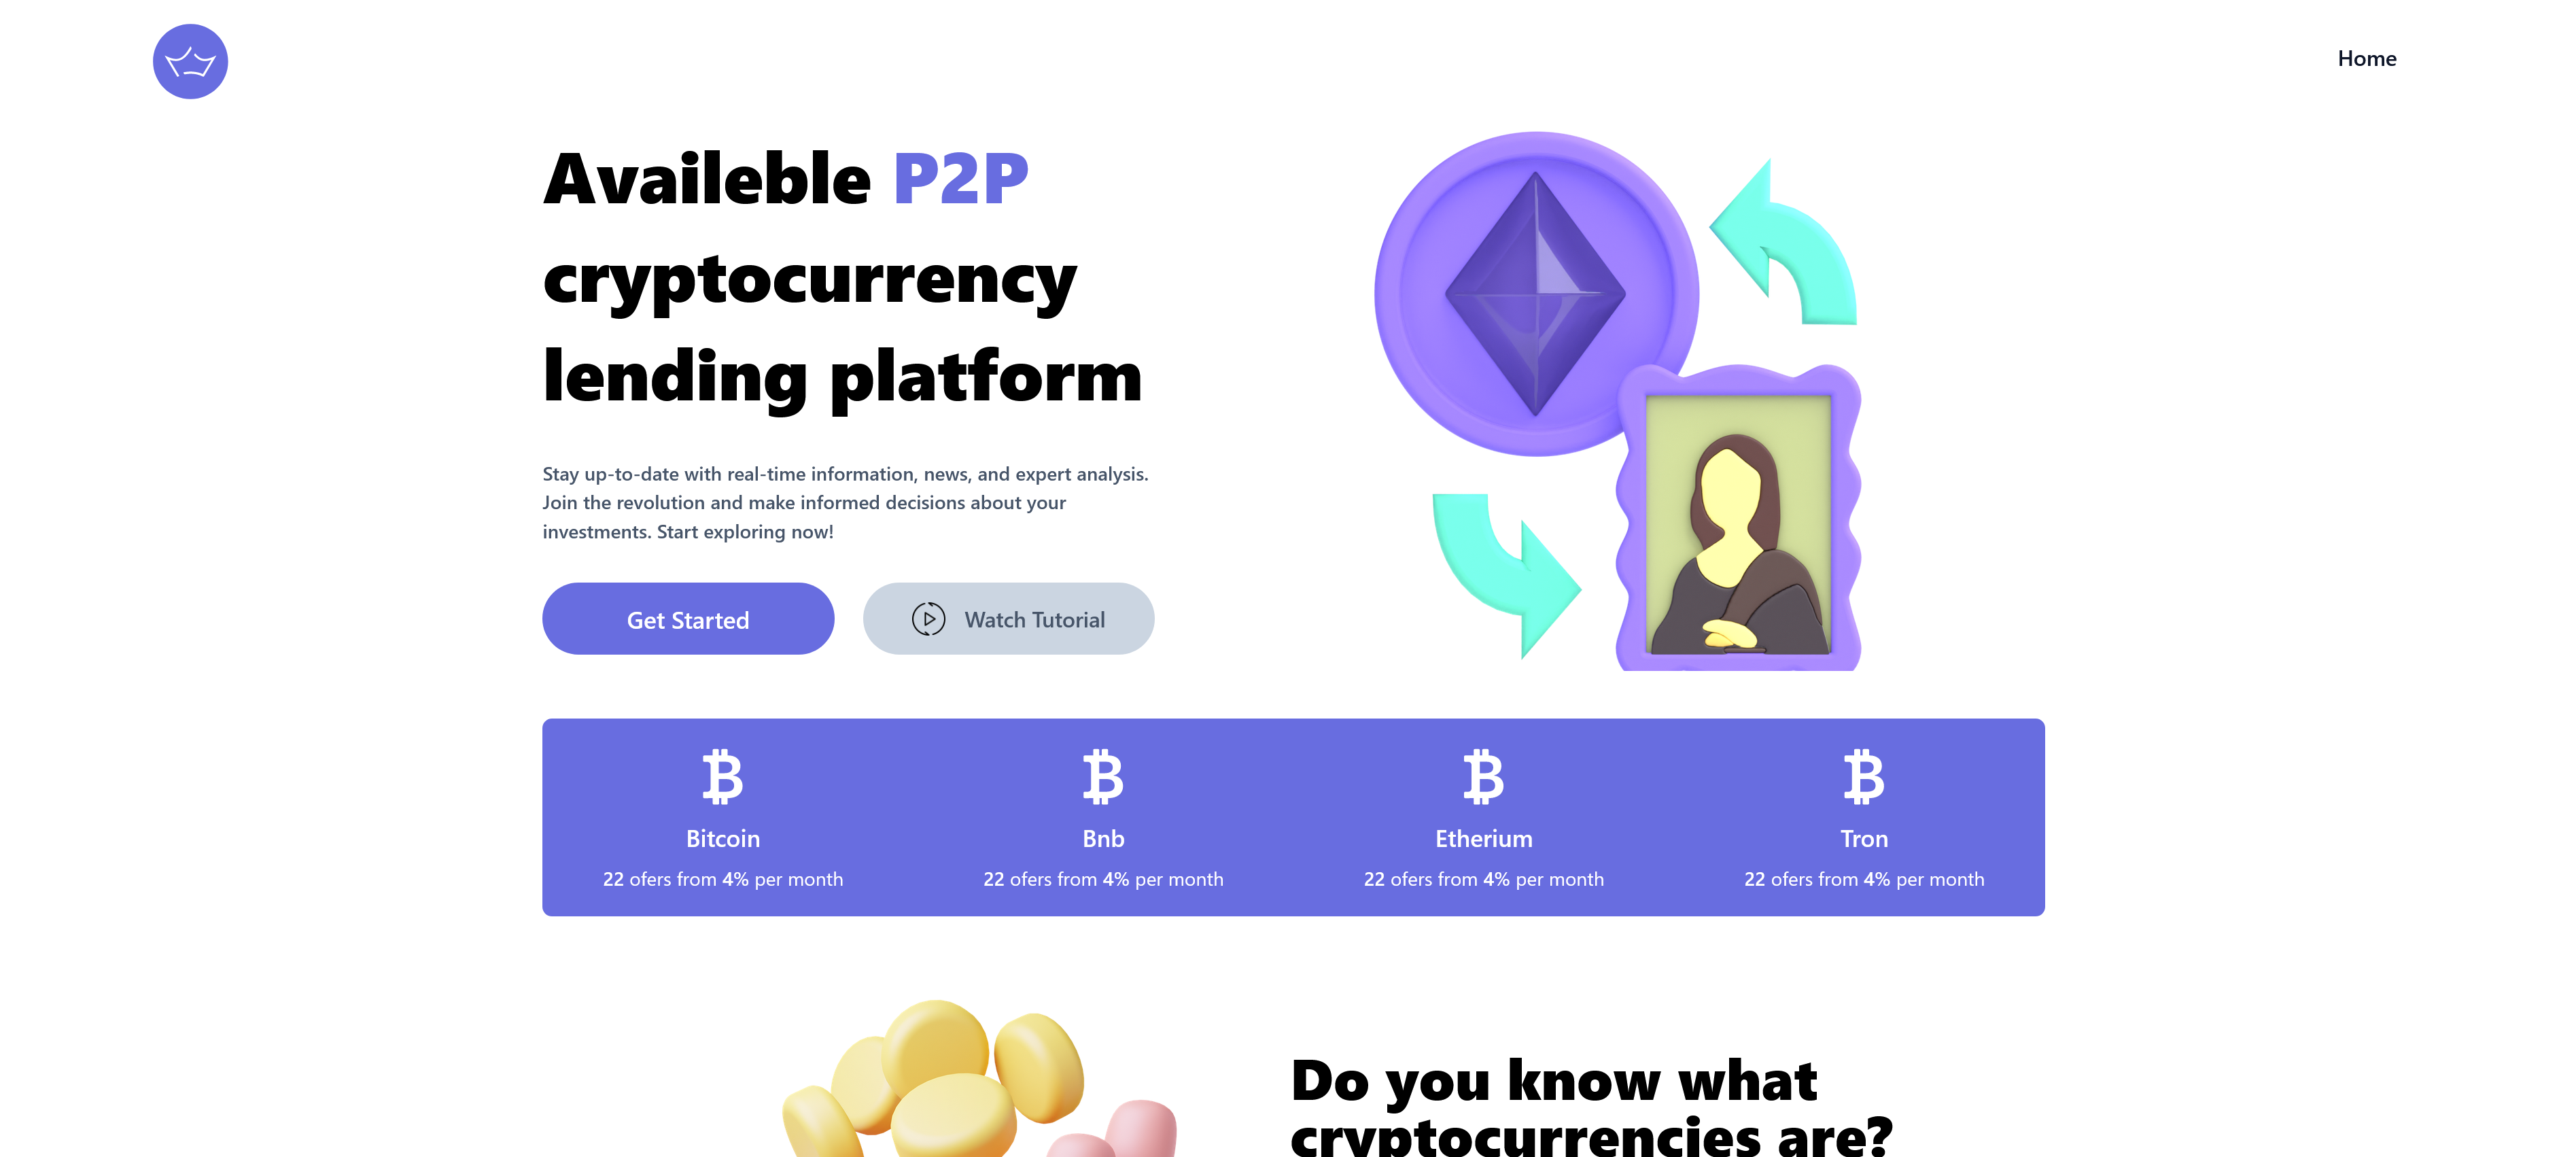 Home
Availeble P2P
cryptocurrency
lending platform
Stay up-to-date with real-time information, news, and expert analysis.
Join the revolution and make informed decisions about your
investments. Start exploring now!
Get Started
Watch Tutorial
Bitcoin
22 ofers from 4% per month
Bnb
22 ofers from 4% per month
Etherium
22 ofers from 4% per month
Tron
22 ofers from 4% per month
Do you know what
cryptocurrencies are?